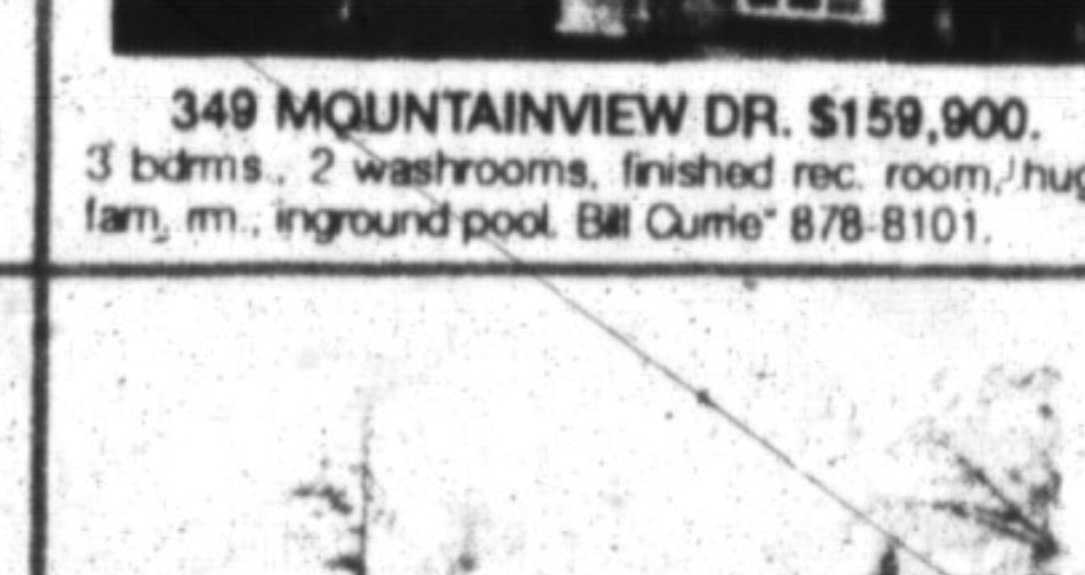 349 MOUNTAINVIEW DR. $159,900.
3 bdrms., 2 washrooms, finished rec. room, hug
fam. rm., inground pool. Bill Currie* 878-8101.